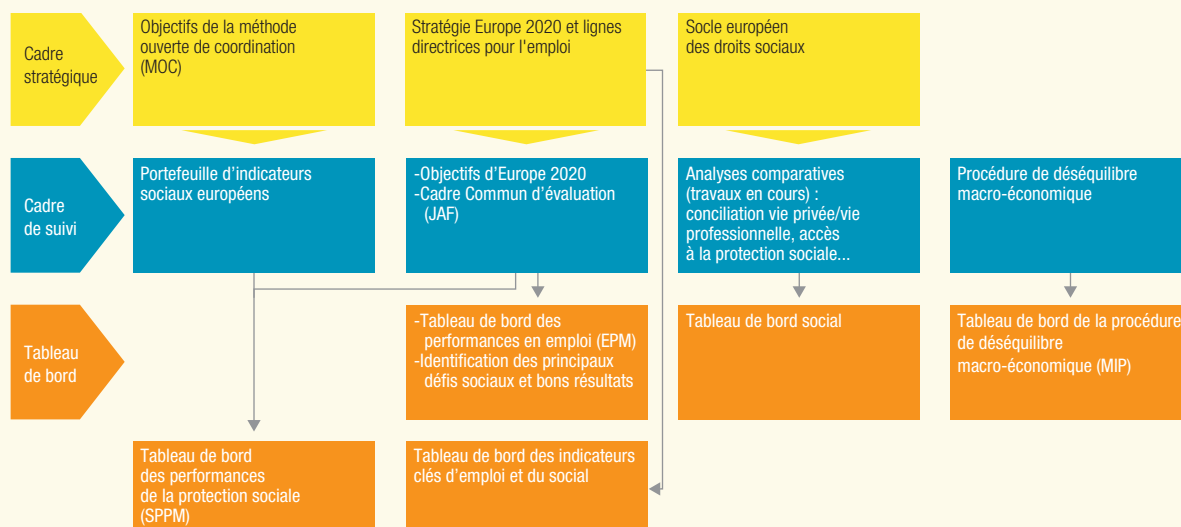 Cadre
stratégique
Objectifs de la méthode
ouverte de coordination
(MOC)
Stratégie Europe 2020 et lignes
directrices pour l'emploi
Socle européen
des droits sociaux
Cadre
de suivi
Portefeuille d’indicateurs
sociaux européens
-Objectifs d’Europe 2020
-Cadre Commun d’évaluation
(JAF)
Analyses comparatives
(travaux en cours) :
conciliation vie privée/vie
professionnelle, accès
à la protection sociale...
Procédure de déséquilibre
macro-économique
Tableau
de bord
-Tableau de bord des
performances en emploi (EPM)
-Identification des principaux
défis sociaux et bons résultats
Tableau de bord social
Tableau de bord de la procédure
de déséquilibre
macro-économique (MIP)
Tableau de bord
des performances
de la protection sociale
(SPPM)
Tableau de bord des indicateurs
clés d’emploi et du social